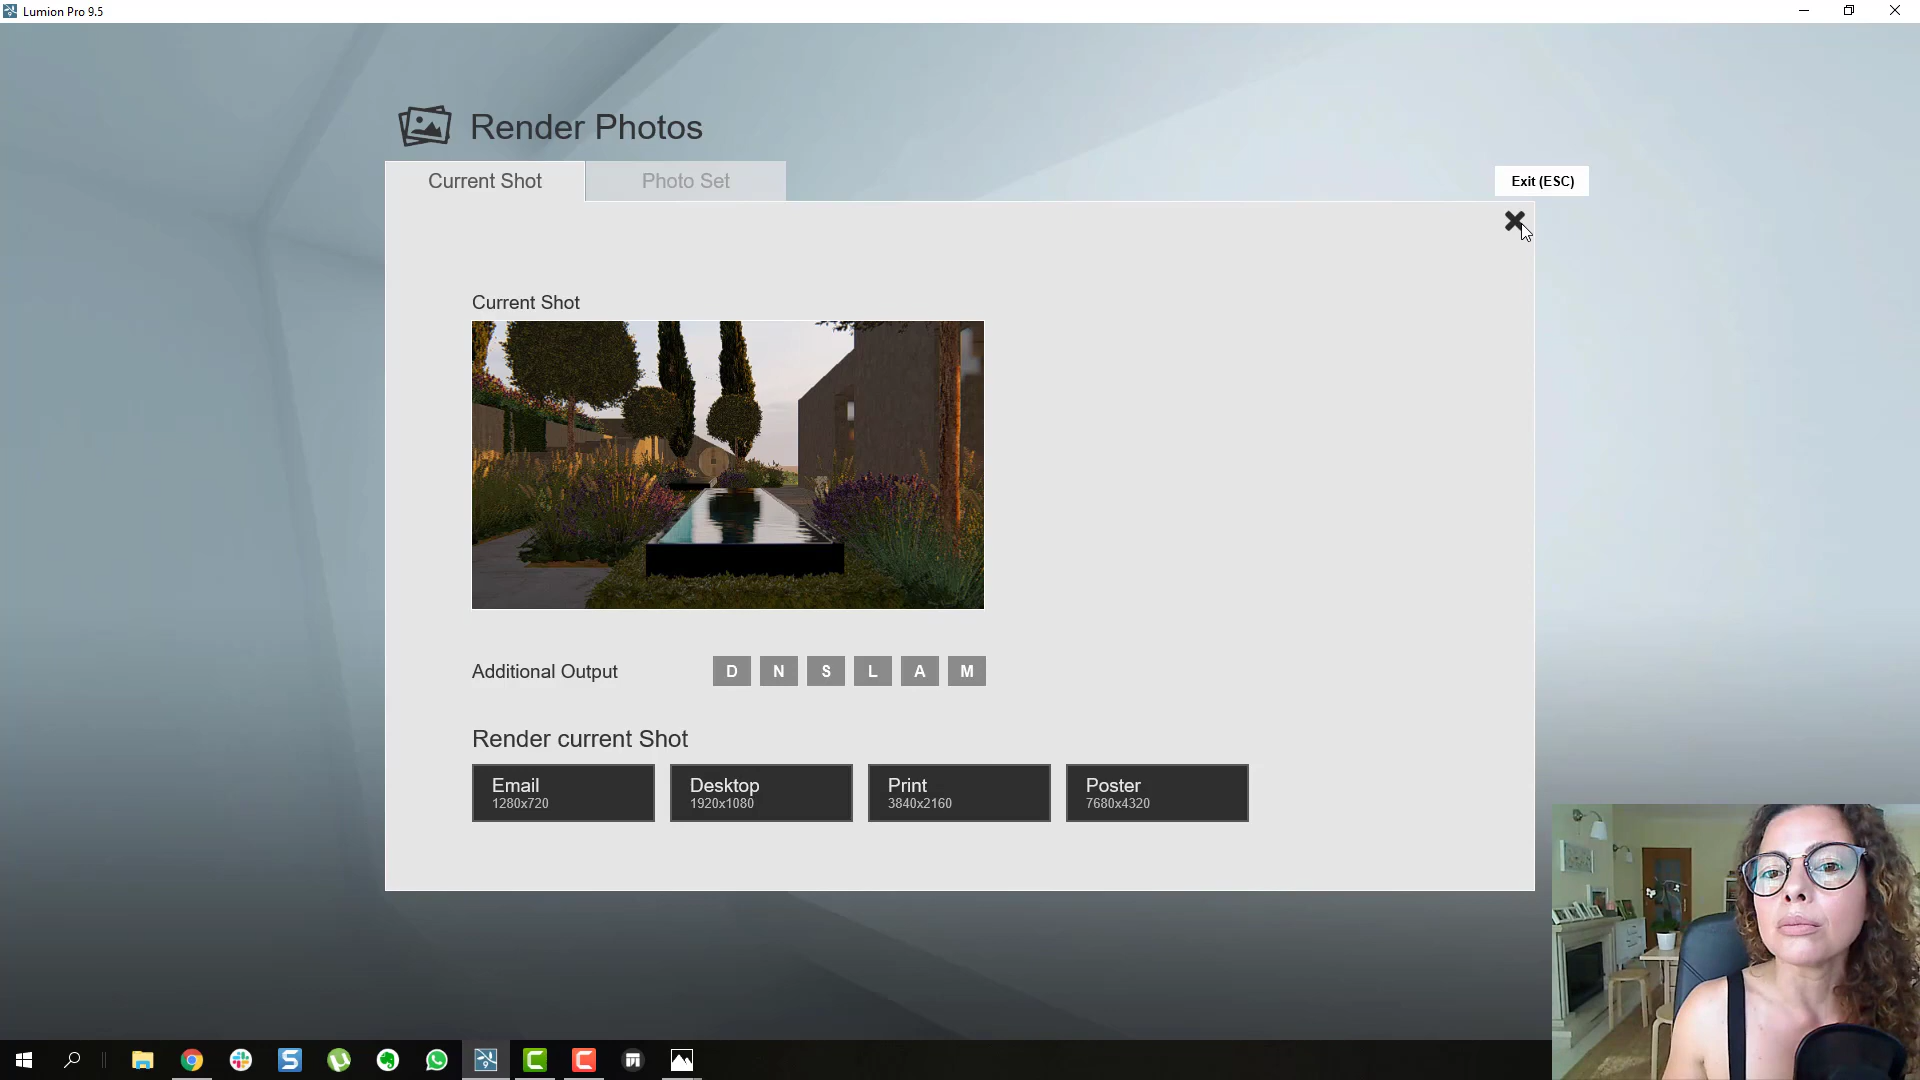 Lumion Pro 9.5
Render Photos
Current Shot
Photo Set
Exit (ESC)
Current Shot
Additional Output
D N S L A M
Render current Shot
Email
1280x720
Desktop
1920x1080
Print
3840x2160
Poster
7680x4320